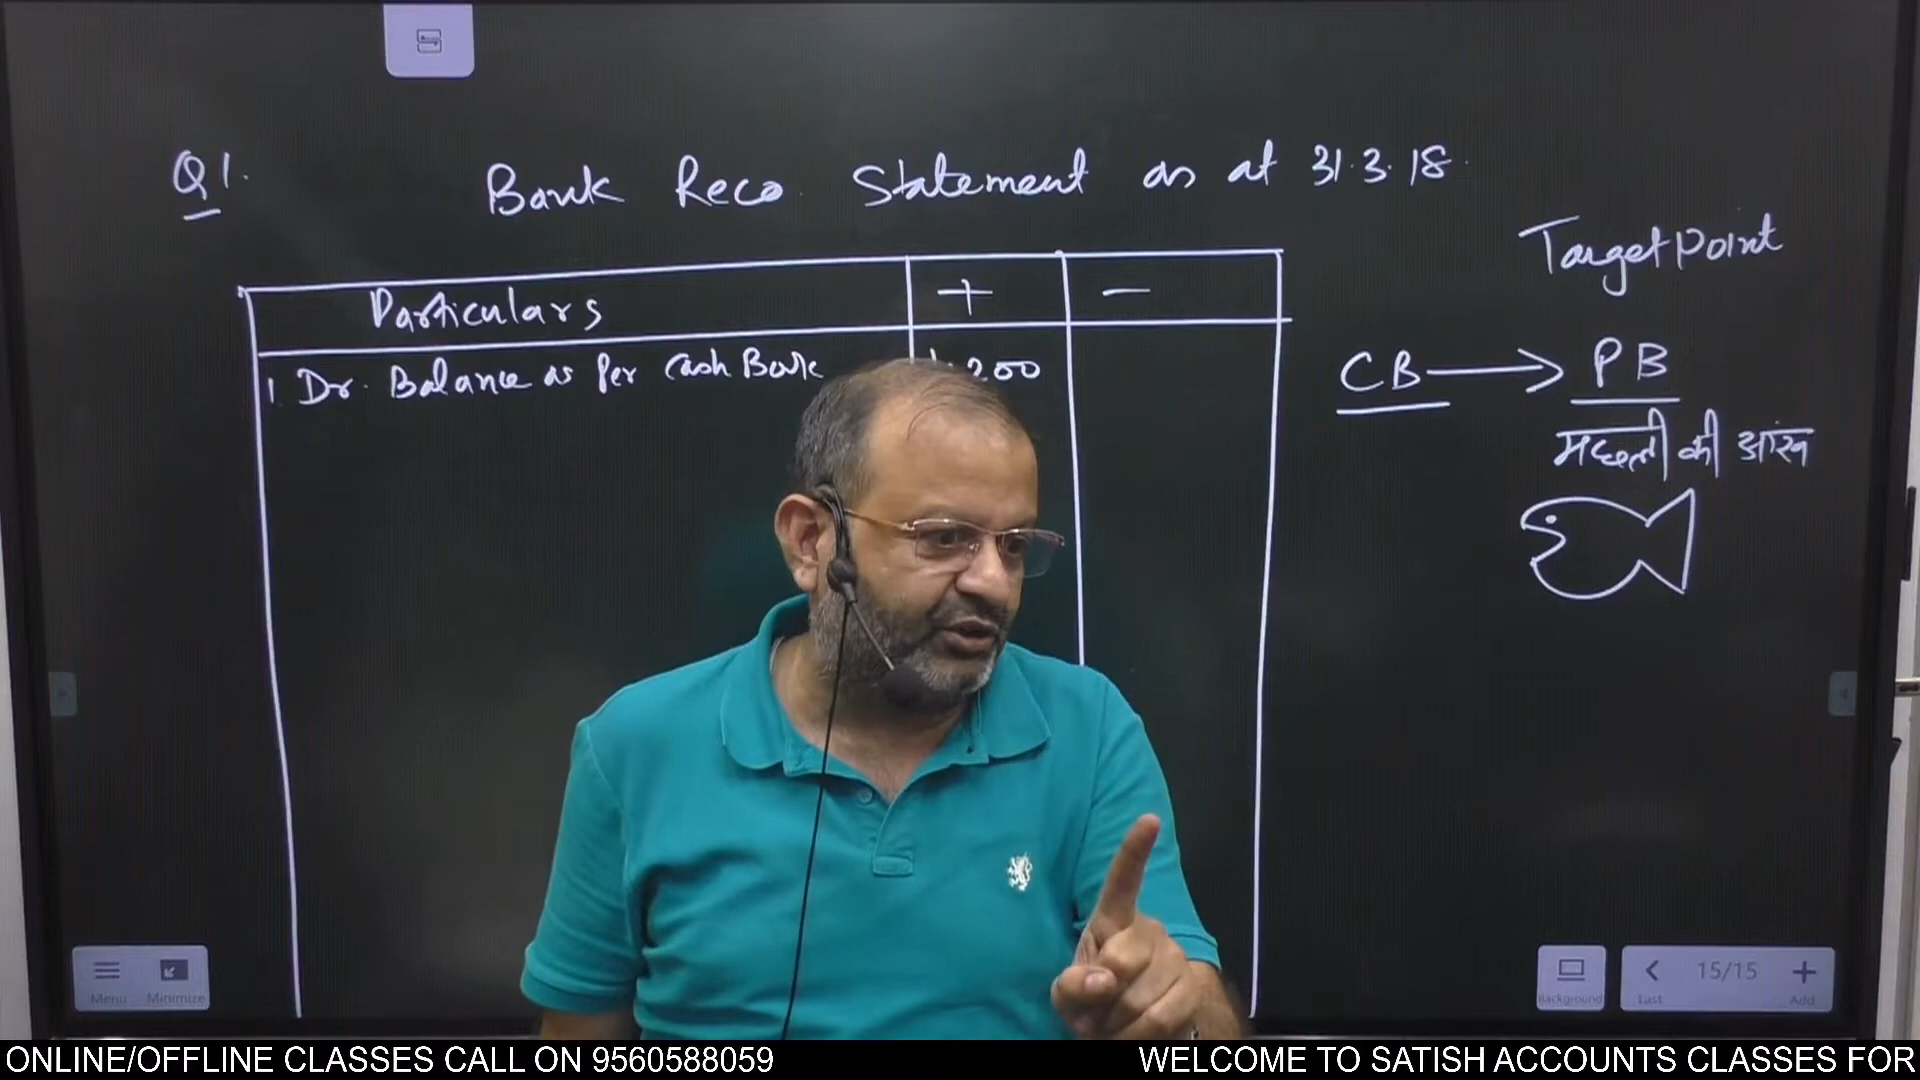 Q1.
Bank Reco. Statement as at 31.3.18.
Target Point
Particulars + −
1. Dr. Balance as Per Cash Book 200
CB → PB
मछली की आंख
Menu Minimize
Background
Last 15/15 Add
ONLINE/OFFLINE CLASSES CALL ON 9560588059
WELCOME TO SATISH ACCOUNTS CLASSES FOR